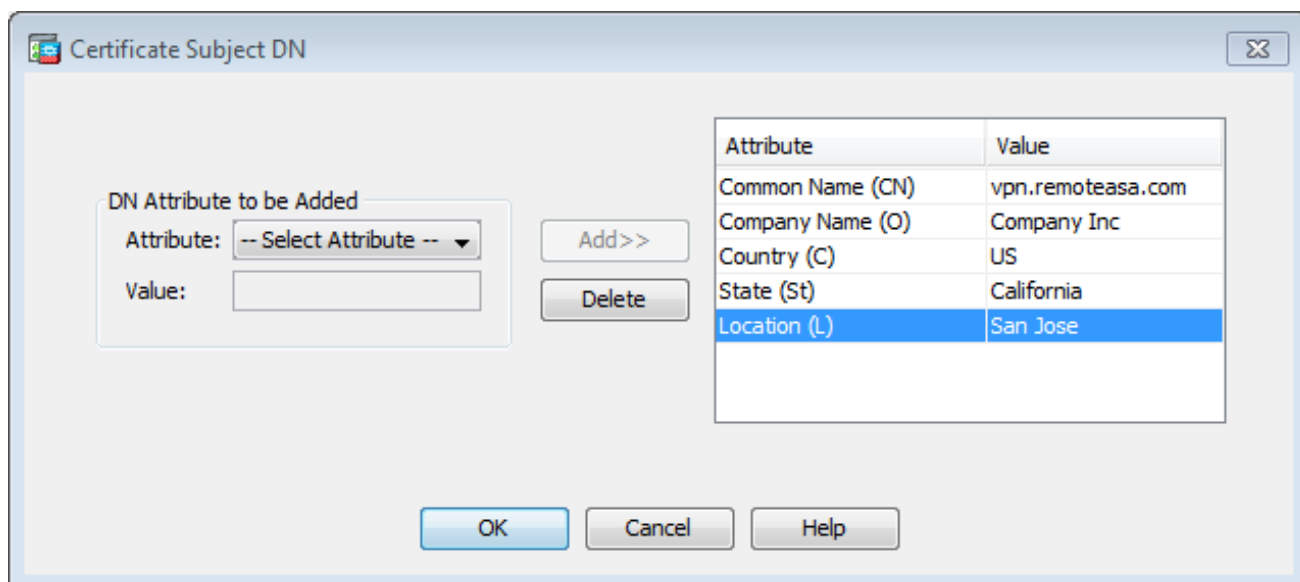 Certificate Subject DN
DN Attribute to be Added
Attribute: -- Select Attribute --
Value:
Add>>
Delete
Attribute Value
Common Name (CN) vpn.remoteasa.com
Company Name (O) Company Inc
Country (C) US
State (St) California
Location (L) San Jose
OK Cancel Help